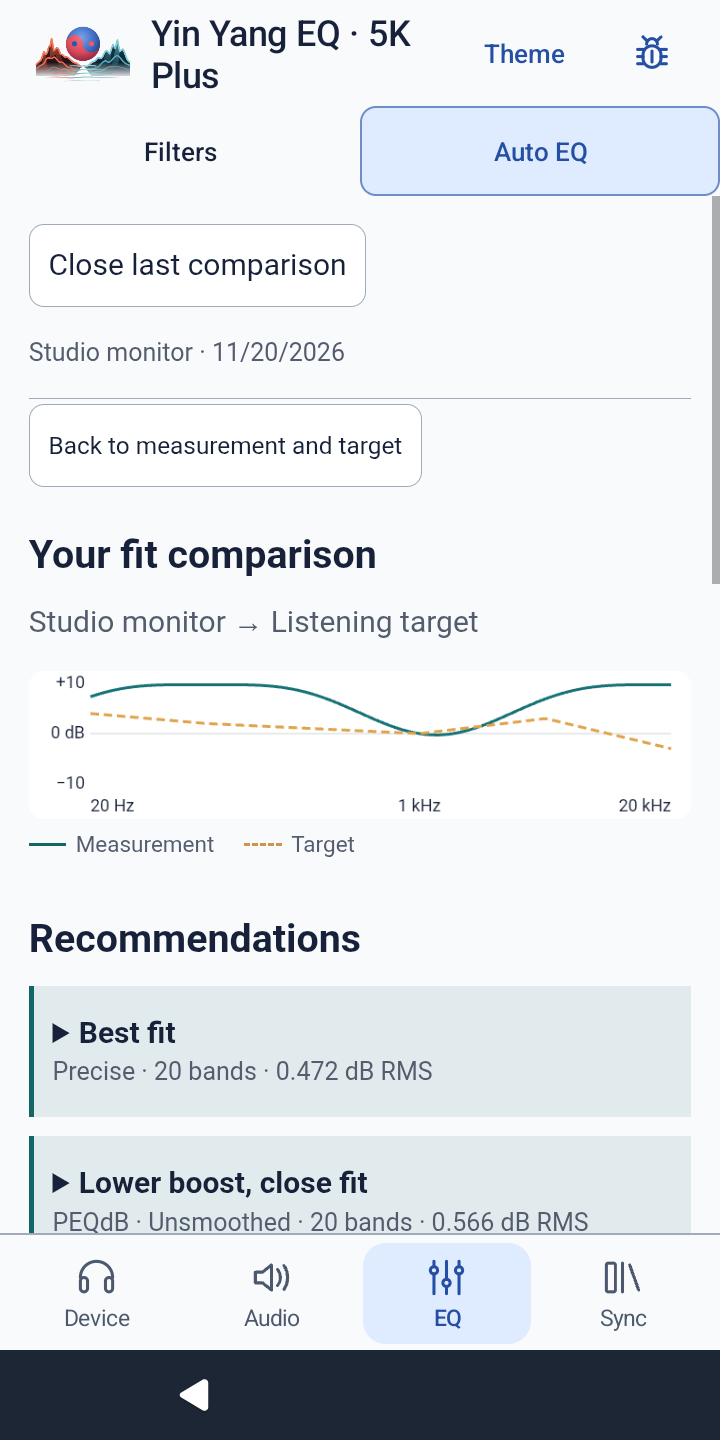 Yin Yang EQ · 5K
Plus
Theme
Filters
Auto EQ
Close last comparison
Studio monitor · 11/20/2026
Back to measurement and target
Your fit comparison
Studio monitor → Listening target
+10
0 dB
−10
20 Hz
1 kHz
20 kHz
Measurement
Target
Recommendations
▶ Best fit
Precise · 20 bands · 0.472 dB RMS
▶ Lower boost, close fit
PEQdB · Unsmoothed · 20 bands · 0.566 dB RMS
Device
Audio
EQ
Sync